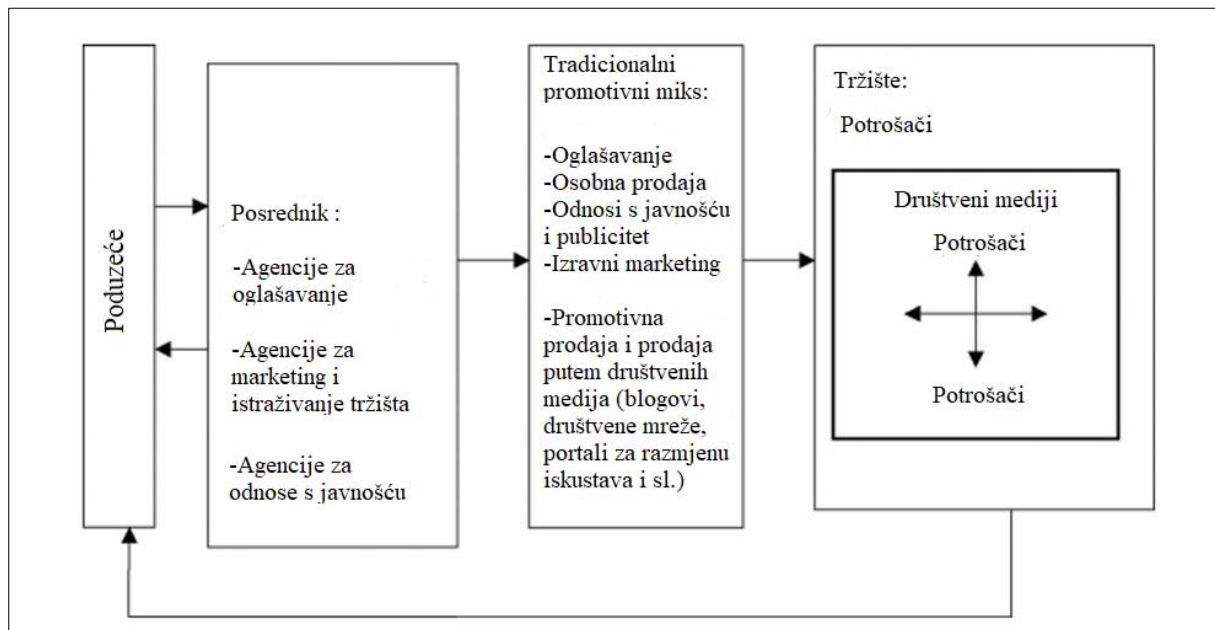 Poduzeće
Posrednik :
-Agencije za
oglašavanje
-Agencije za
marketing i
istraživanje tržišta
-Agencije za
odnose s javnošću
Tradicionalni
promotivni miks:
-Oglašavanje
-Osobna prodaja
-Odnosi s javnošću
i publicitet
-Izravni marketing
-Promotivna
prodaja i prodaja
putem društvenih
medija (blogovi,
društvene mreže,
portali za razmjenu
iskustava i sl.)
Tržište:
Potrošači
Društveni mediji
Potrošači
Potrošači